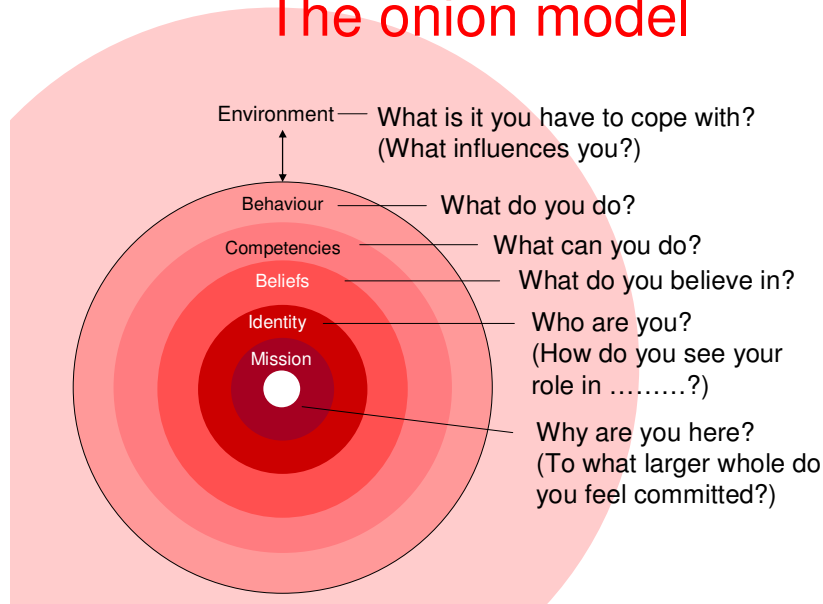 The onion model
Environment
What is it you have to cope with?
(What influences you?)
Behaviour
What do you do?
Competencies
What can you do?
Beliefs
What do you believe in?
Identity
Who are you?
(How do you see your
role in ………?)
Mission
Why are you here?
(To what larger whole do
you feel committed?)